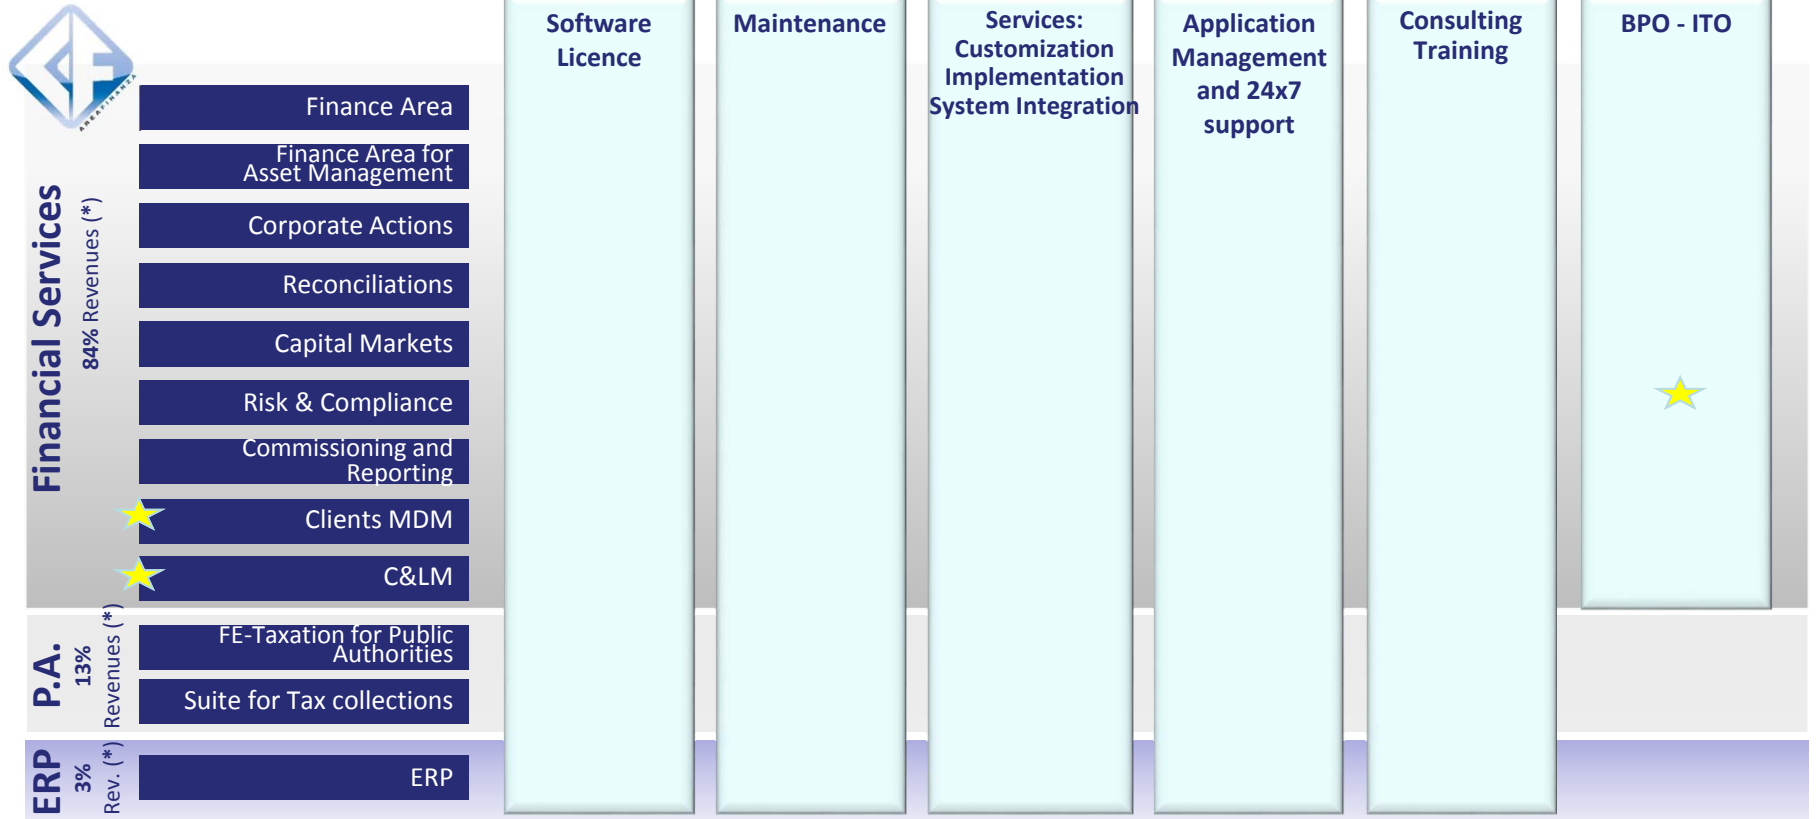 Software
Licence
Maintenance
Services:
Customization
Implementation
System Integration
Application
Management
and 24x7
support
Consulting
Training
BPO - ITO
AREAFINANZA
Financial Services
84% Revenues (*)
Finance Area
Finance Area for
Asset Management
Corporate Actions
Reconciliations
Capital Markets
Risk & Compliance
Commissioning and
Reporting
Clients MDM
C&LM
P.A.
13%
Revenues (*)
FE-Taxation for Public
Authorities
Suite for Tax collections
ERP
3%
Rev. (*)
ERP